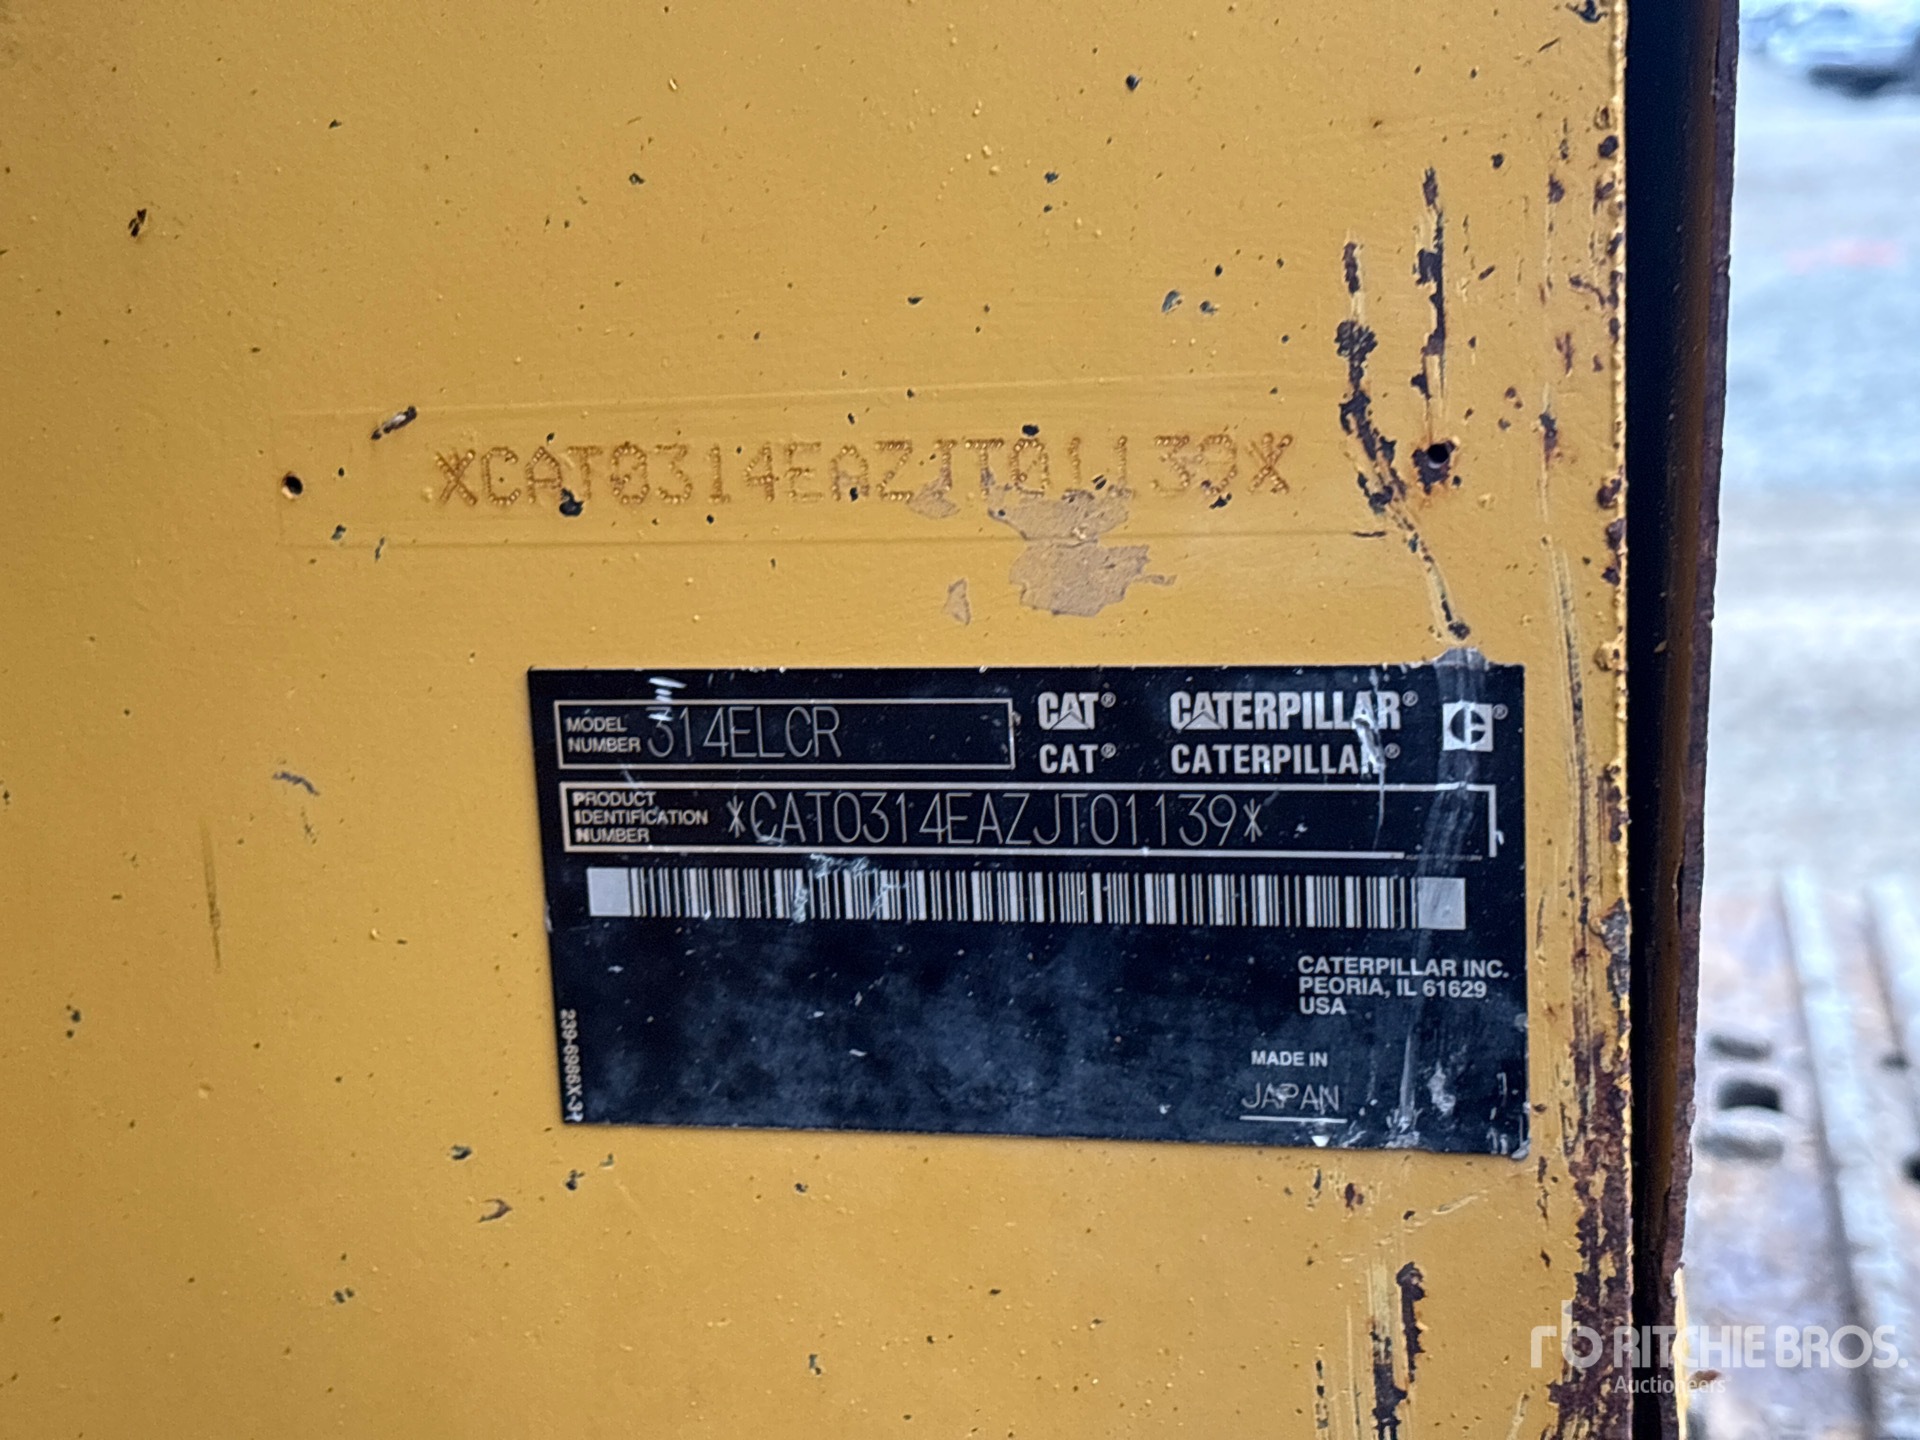 *CAT0314EAZJT01139*
MODEL NUMBER 314ELCR
CAT® CATERPILLAR®
CAT® CATERPILLAR®
PRODUCT IDENTIFICATION NUMBER *CAT0314EAZJT01139*
CATERPILLAR INC.
PEORIA, IL 61629
USA
MADE IN
JAPAN
rb RITCHIE BROS.
Auctioneers